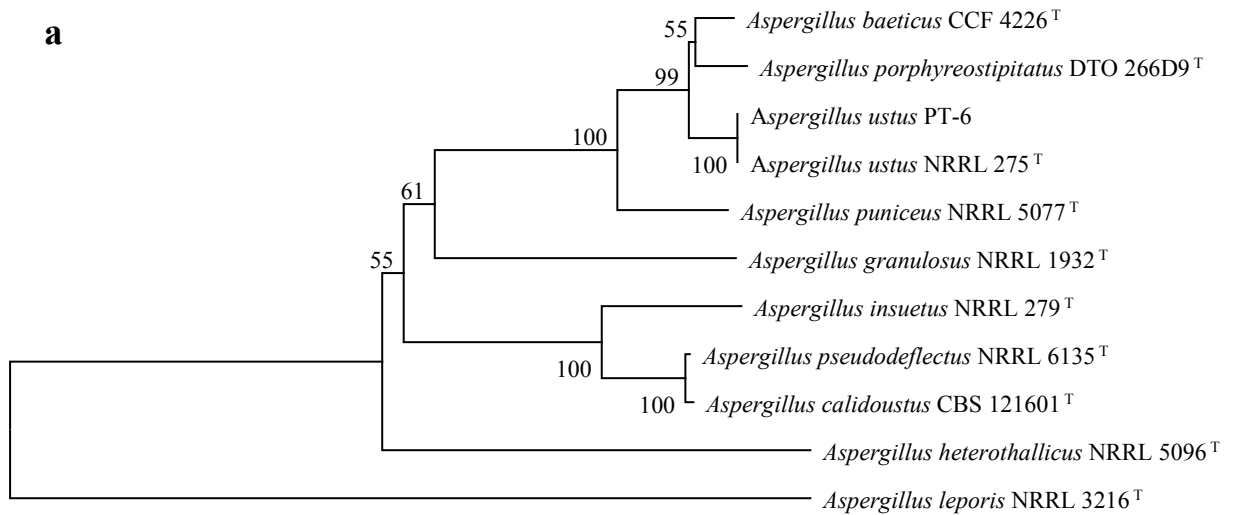 a
55
Aspergillus baeticus CCF 4226 T
Aspergillus porphyreostipitatus DTO 266D9 T
99
Aspergillus ustus PT-6
100
100
Aspergillus ustus NRRL 275 T
61
Aspergillus puniceus NRRL 5077 T
55
Aspergillus granulosus NRRL 1932 T
Aspergillus insuetus NRRL 279 T
Aspergillus pseudodeflectus NRRL 6135 T
100
100
Aspergillus calidoustus CBS 121601 T
Aspergillus heterothallicus NRRL 5096 T
Aspergillus leporis NRRL 3216 T